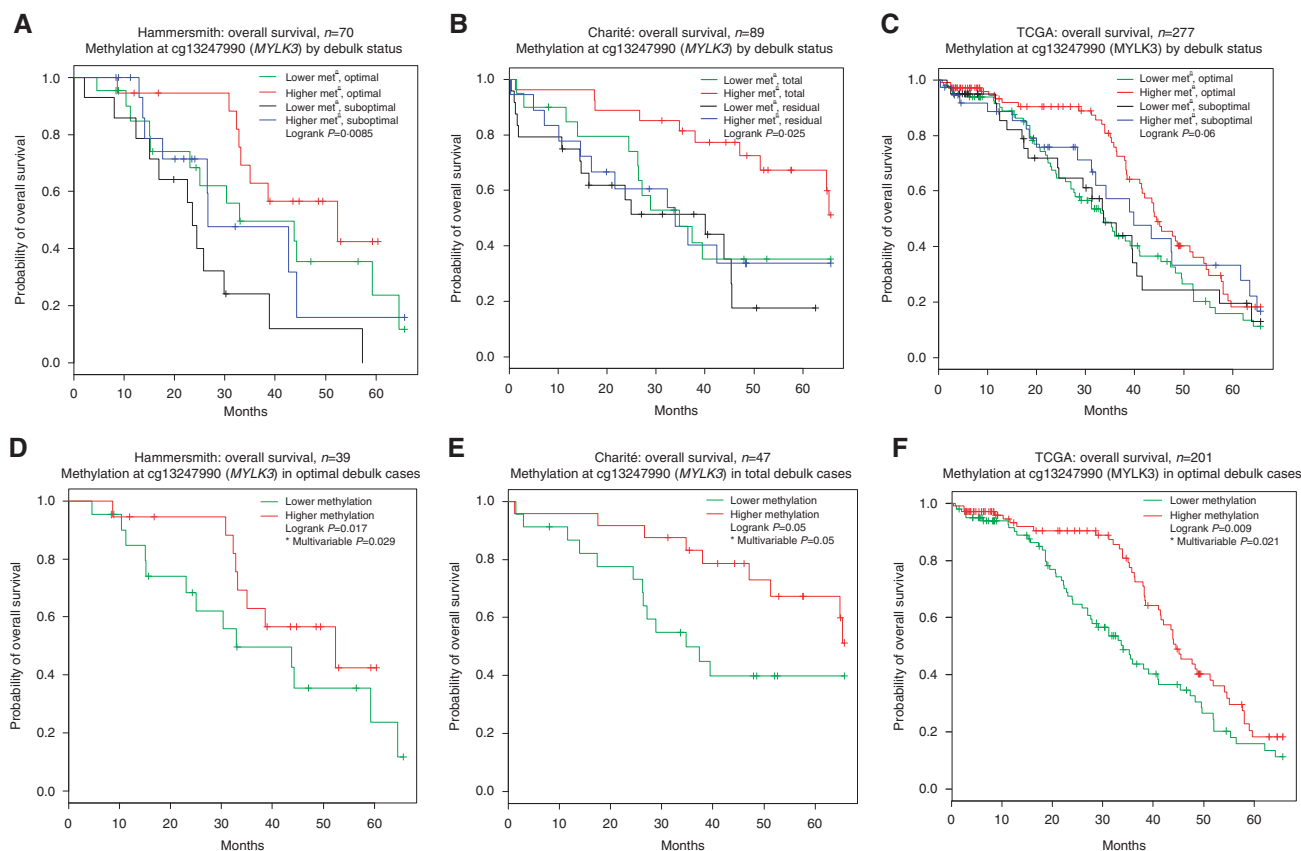 A
Hammersmith: overall survival, n=70
Methylation at cg13247990 (MYLK3) by debulk status
Lower met^n, optimal
Higher met^n, optimal
Lower met^n, suboptimal
Higher met^n, suboptimal
Logrank P=0.0085
Probability of overall survival
1.0
0.8
0.6
0.4
0.2
0.0
0 10 20 30 40 50 60
Months
B
Charité: overall survival, n=89
Methylation at cg13247990 (MYLK3) by debulk status
Lower met^n, total
Higher met^n, total
Lower met^n, residual
Higher met^n, residual
Logrank P=0.025
Probability of overall survival
1.0
0.8
0.6
0.4
0.2
0.0
0 10 20 30 40 50 60
Months
C
TCGA: overall survival, n=277
Methylation at cg13247990 (MYLK3) by debulk status
Lower met^n, optimal
Higher met^n, optimal
Lower met^n, suboptimal
Higher met^n, suboptimal
Logrank P=0.06
Probability of overall survival
1.0
0.8
0.6
0.4
0.2
0.0
0 10 20 30 40 50 60
Months
D
Hammersmith: overall survival, n=39
Methylation at cg13247990 (MYLK3) in optimal debulk cases
Lower methylation
Higher methylation
Logrank P=0.017
* Multivariable P=0.029
Probability of overall survival
1.0
0.8
0.6
0.4
0.2
0.0
0 10 20 30 40 50 60
Months
E
Charité: overall survival, n=47
Methylation at cg13247990 (MYLK3) in total debulk cases
Lower methylation
Higher methylation
Logrank P=0.05
* Multivariable P=0.05
Probability of overall survival
1.0
0.8
0.6
0.4
0.2
0.0
0 10 20 30 40 50 60
Months
F
TCGA: overall survival, n=201
Methylation at cg13247990 (MYLK3) in optimal debulk cases
Lower methylation
Higher methylation
Logrank P=0.009
* Multivariable P=0.021
Probability of overall survival
1.0
0.8
0.6
0.4
0.2
0.0
0 10 20 30 40 50 60
Months